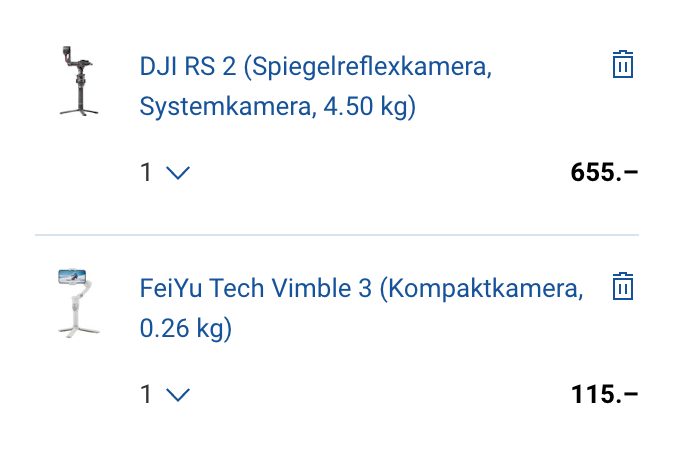 DJI RS 2 (Spiegelreflexkamera,
Systemkamera, 4.50 kg)
1
655.–
FeiYu Tech Vimble 3 (Kompaktkamera,
0.26 kg)
1
115.–